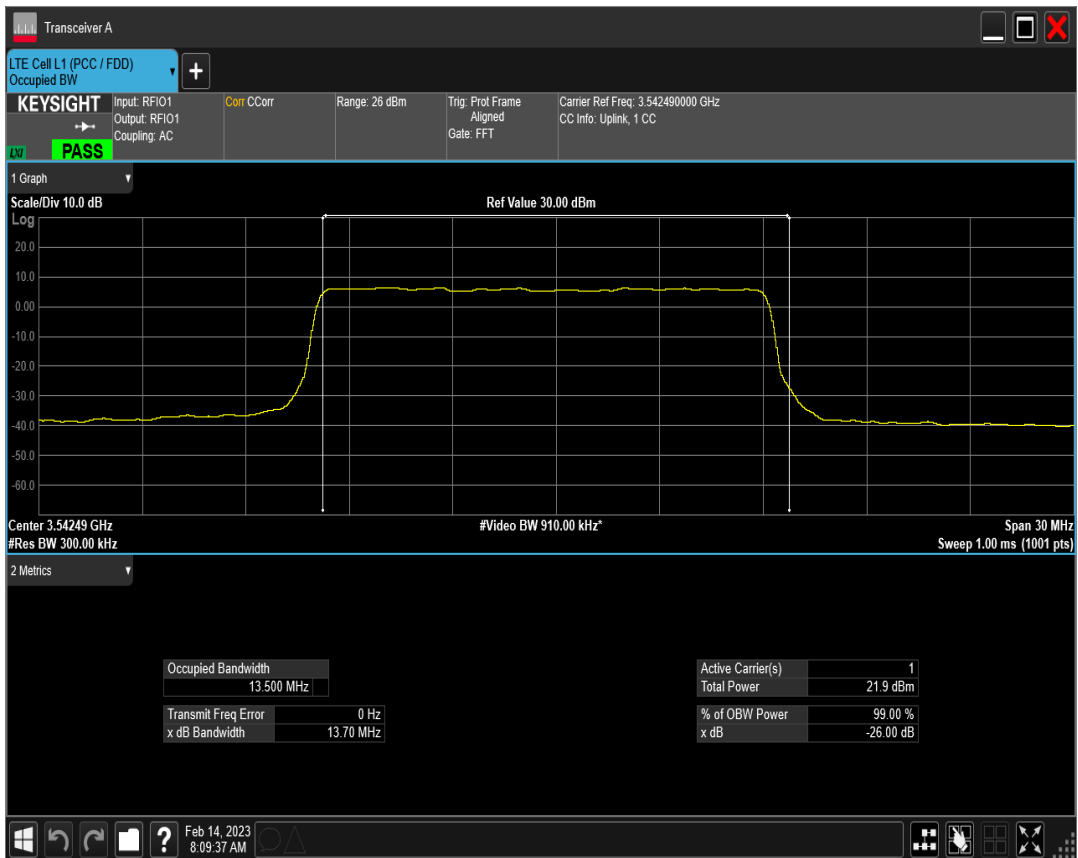 Transceiver A
LTE Cell L1 (PCC / FDD)
Occupied BW
KEYSIGHT
LXI
PASS
Input: RFIO1
Output: RFIO1
Coupling: AC
Corr CCorr
Range: 26 dBm
Trig: Prot Frame
Aligned
Gate: FFT
Carrier Ref Freq: 3.542490000 GHz
CC Info: Uplink, 1 CC
1 Graph
Scale/Div 10.0 dB
Ref Value 30.00 dBm
Log
20.0
10.0
0.00
-10.0
-20.0
-30.0
-40.0
-50.0
-60.0
Center 3.54249 GHz
#Video BW 910.00 kHz*
Span 30 MHz
#Res BW 300.00 kHz
Sweep 1.00 ms (1001 pts)
2 Metrics
Occupied Bandwidth
13.500 MHz
Transmit Freq Error 0 Hz
x dB Bandwidth 13.70 MHz
Active Carrier(s) 1
Total Power 21.9 dBm
% of OBW Power 99.00 %
x dB -26.00 dB
Feb 14, 2023
8:09:37 AM